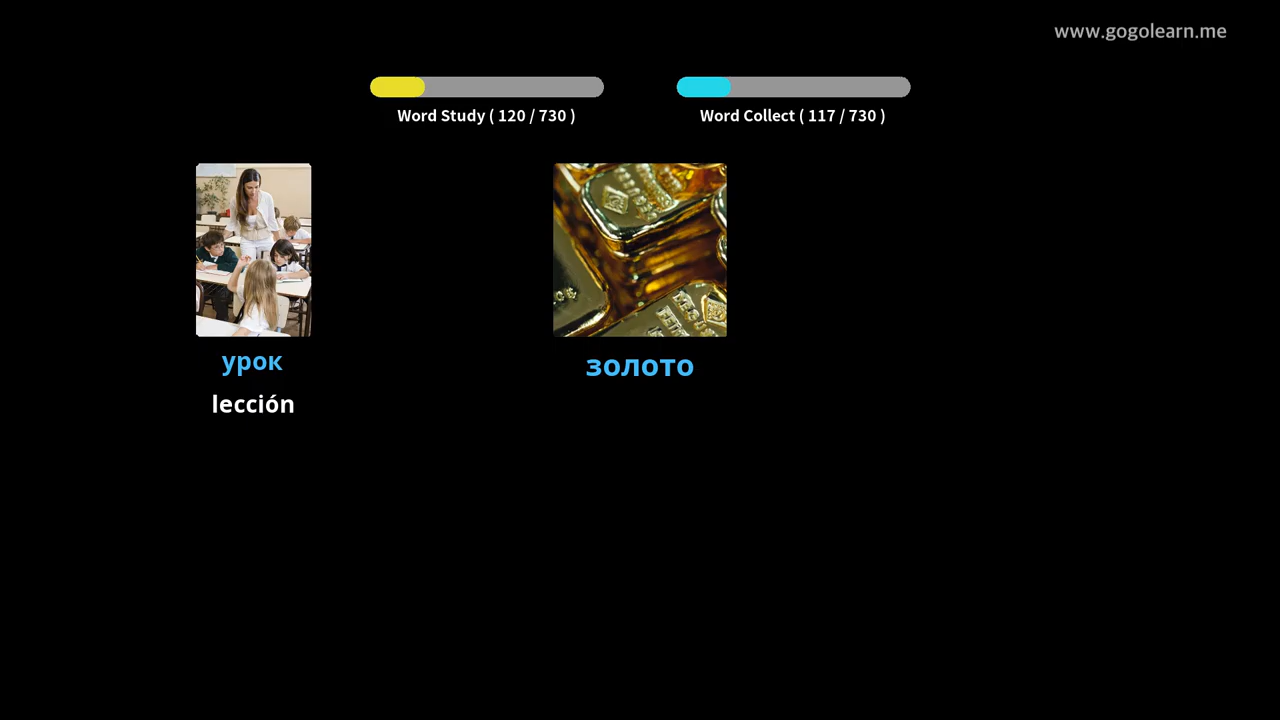 www.gogolearn.me
Word Study ( 120 / 730 )
Word Collect ( 117 / 730 )
урок
lección
золото